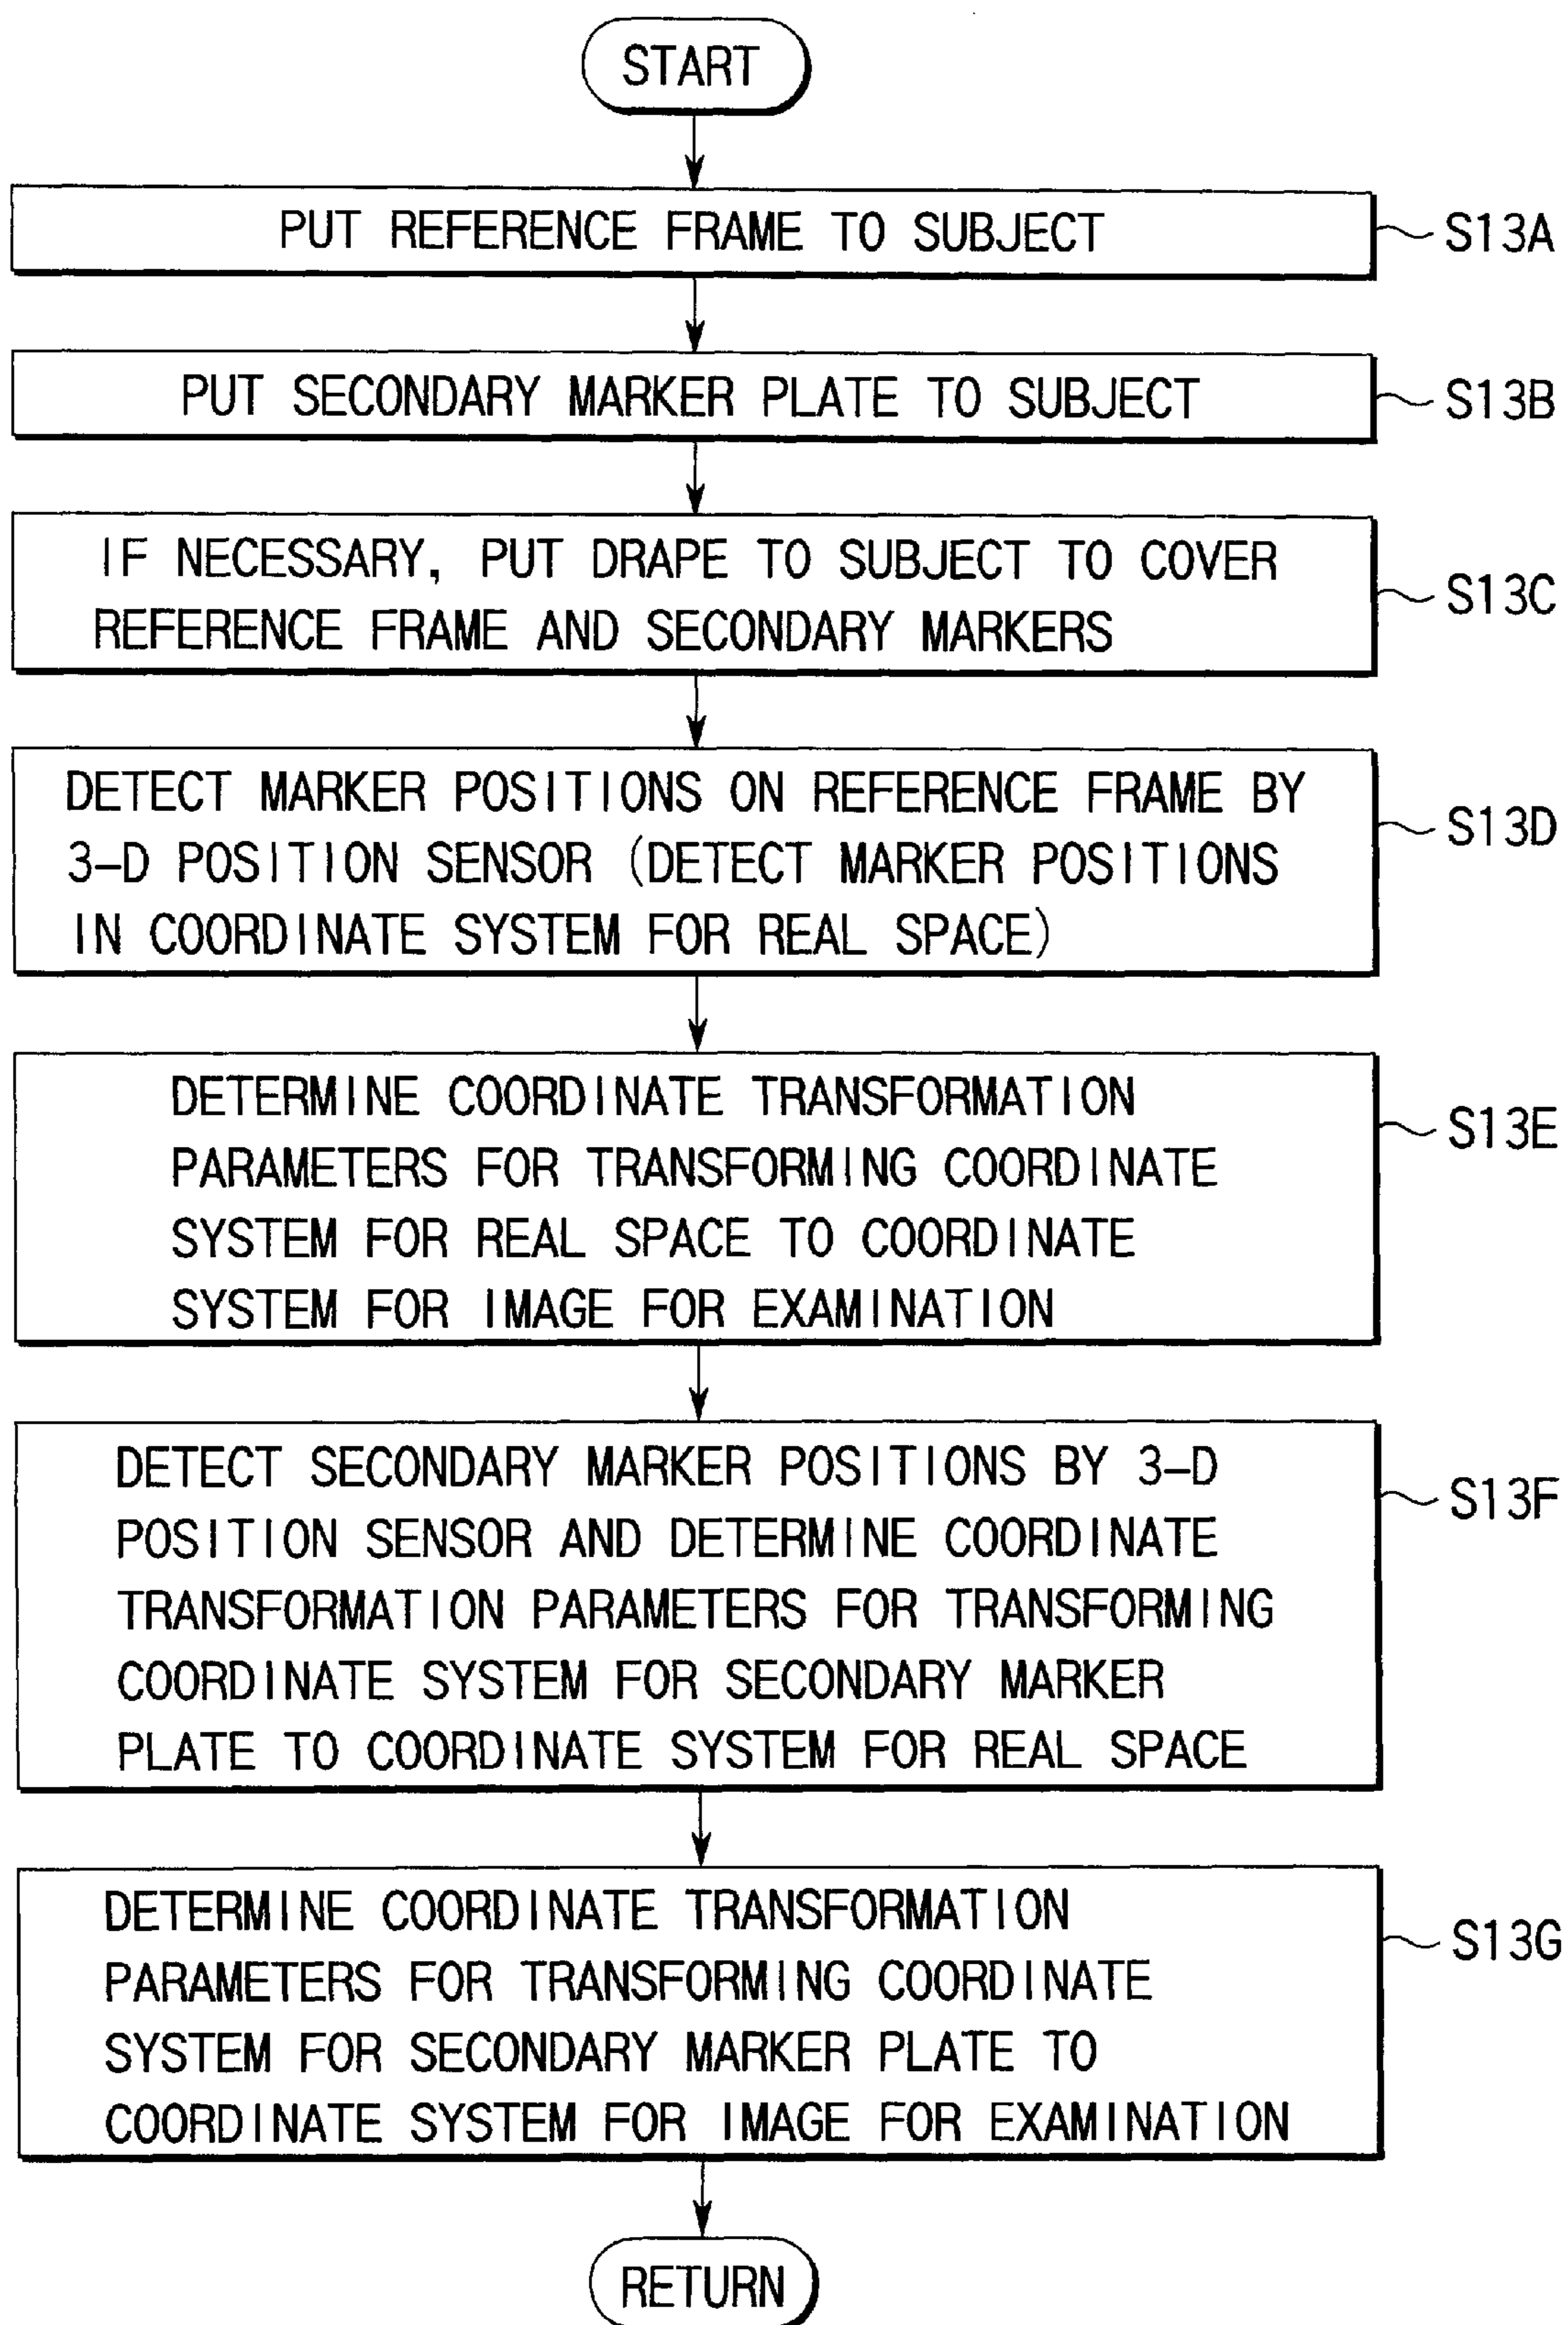 START
PUT REFERENCE FRAME TO SUBJECT
S13A
PUT SECONDARY MARKER PLATE TO SUBJECT
S13B
IF NECESSARY, PUT DRAPE TO SUBJECT TO COVER
REFERENCE FRAME AND SECONDARY MARKERS
S13C
DETECT MARKER POSITIONS ON REFERENCE FRAME BY
3-D POSITION SENSOR (DETECT MARKER POSITIONS
IN COORDINATE SYSTEM FOR REAL SPACE)
S13D
DETERMINE COORDINATE TRANSFORMATION
PARAMETERS FOR TRANSFORMING COORDINATE
SYSTEM FOR REAL SPACE TO COORDINATE
SYSTEM FOR IMAGE FOR EXAMINATION
S13E
DETECT SECONDARY MARKER POSITIONS BY 3-D
POSITION SENSOR AND DETERMINE COORDINATE
TRANSFORMATION PARAMETERS FOR TRANSFORMING
COORDINATE SYSTEM FOR SECONDARY MARKER
PLATE TO COORDINATE SYSTEM FOR REAL SPACE
S13F
DETERMINE COORDINATE TRANSFORMATION
PARAMETERS FOR TRANSFORMING COORDINATE
SYSTEM FOR SECONDARY MARKER PLATE TO
COORDINATE SYSTEM FOR IMAGE FOR EXAMINATION
S13G
RETURN